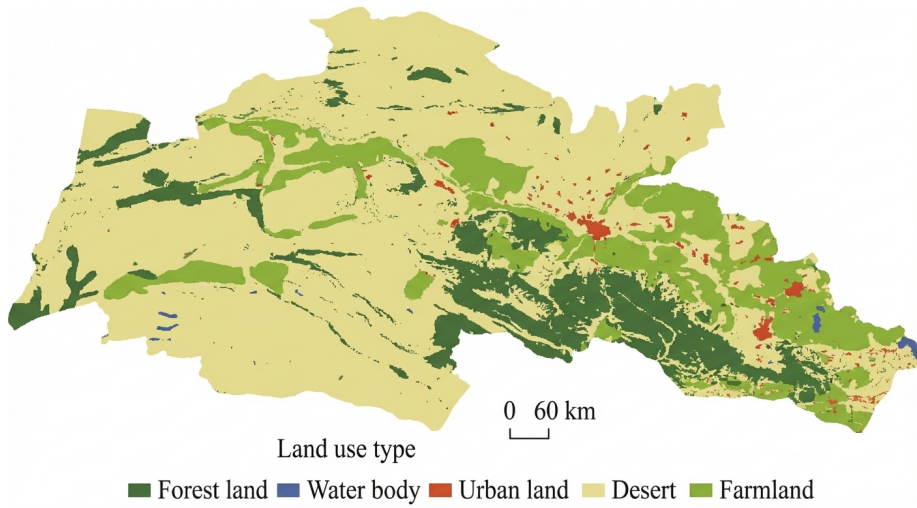 0 60 km
Land use type
Forest land Water body Urban land Desert Farmland